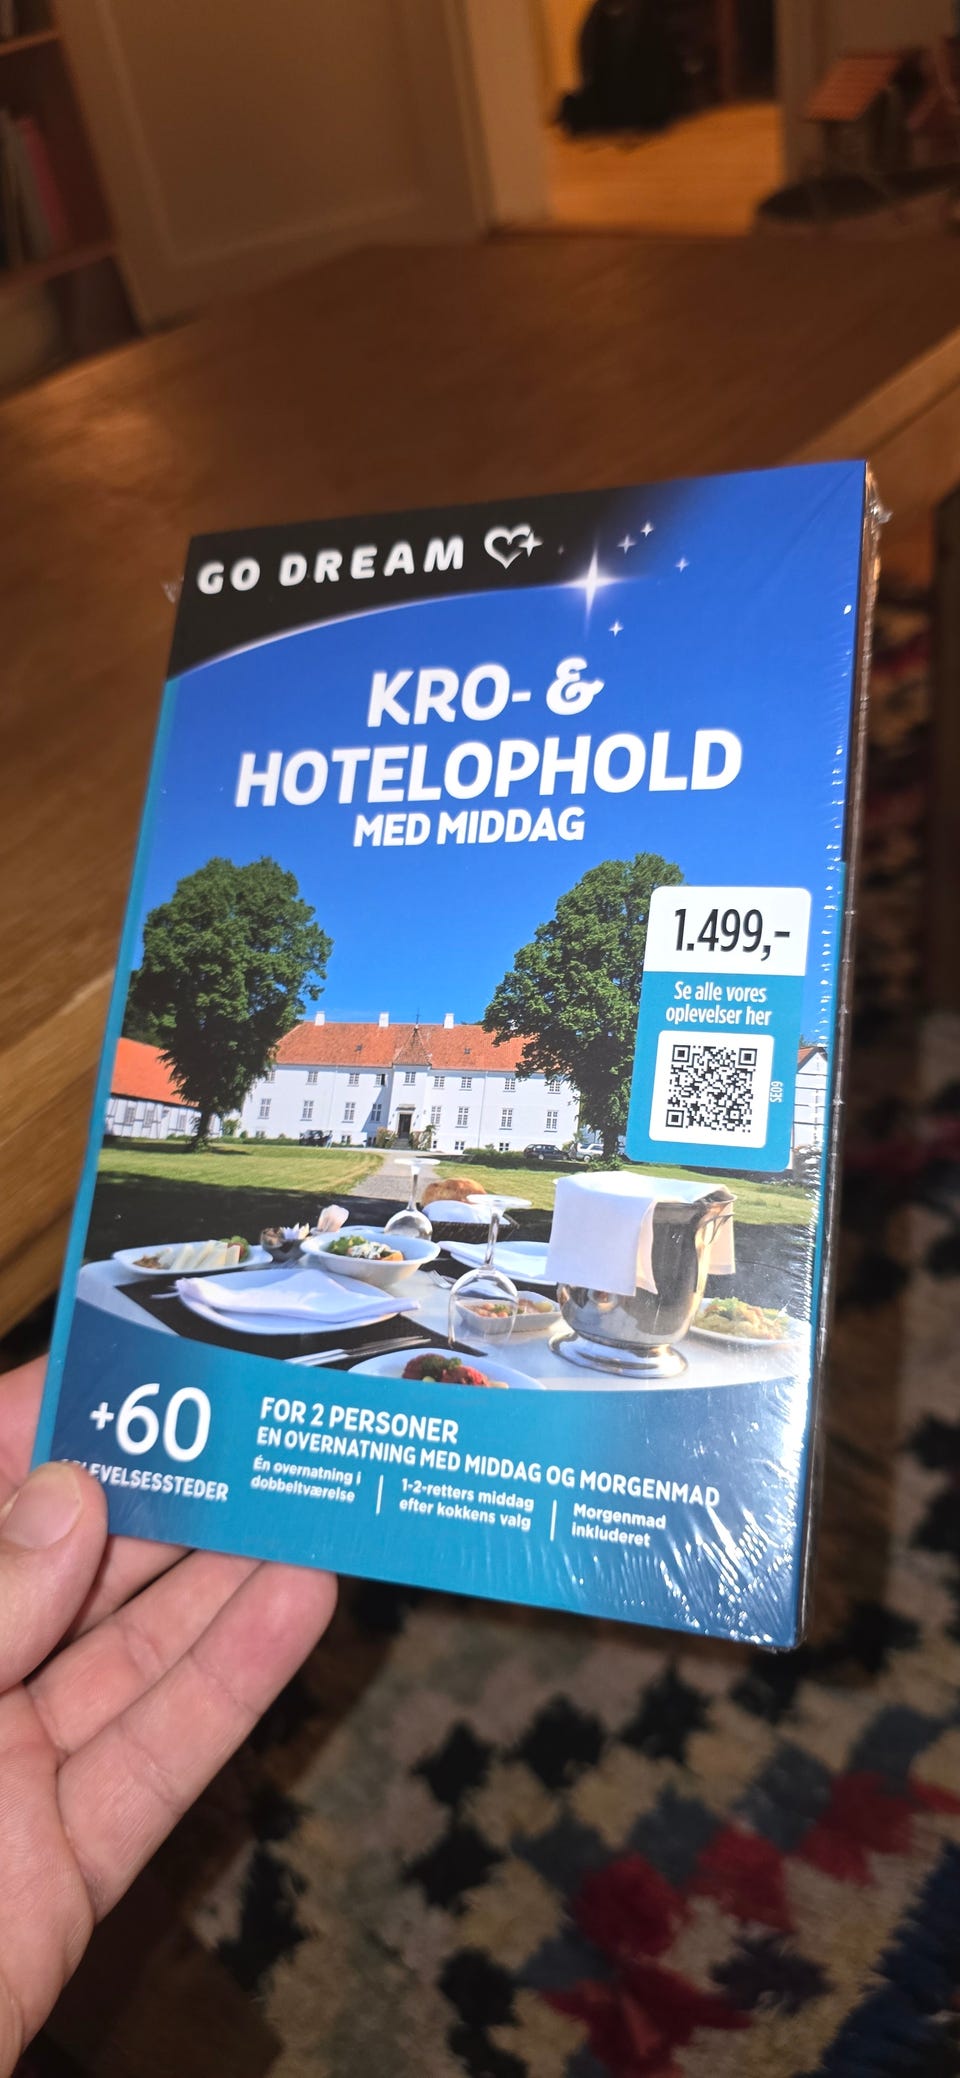 GO DREAM
KRO- &
HOTELOPHOLD
MED MIDDAG
1.499,-
Se alle vores
oplevelser her
SE09
+60
FOR 2 PERSONER
EN OVERNATNING MED MIDDAG OG MORGENMAD
Én overnatning i
dobbeltværelse
1-2-retters middag
efter kokkens valg
Morgenmad
inkluderet